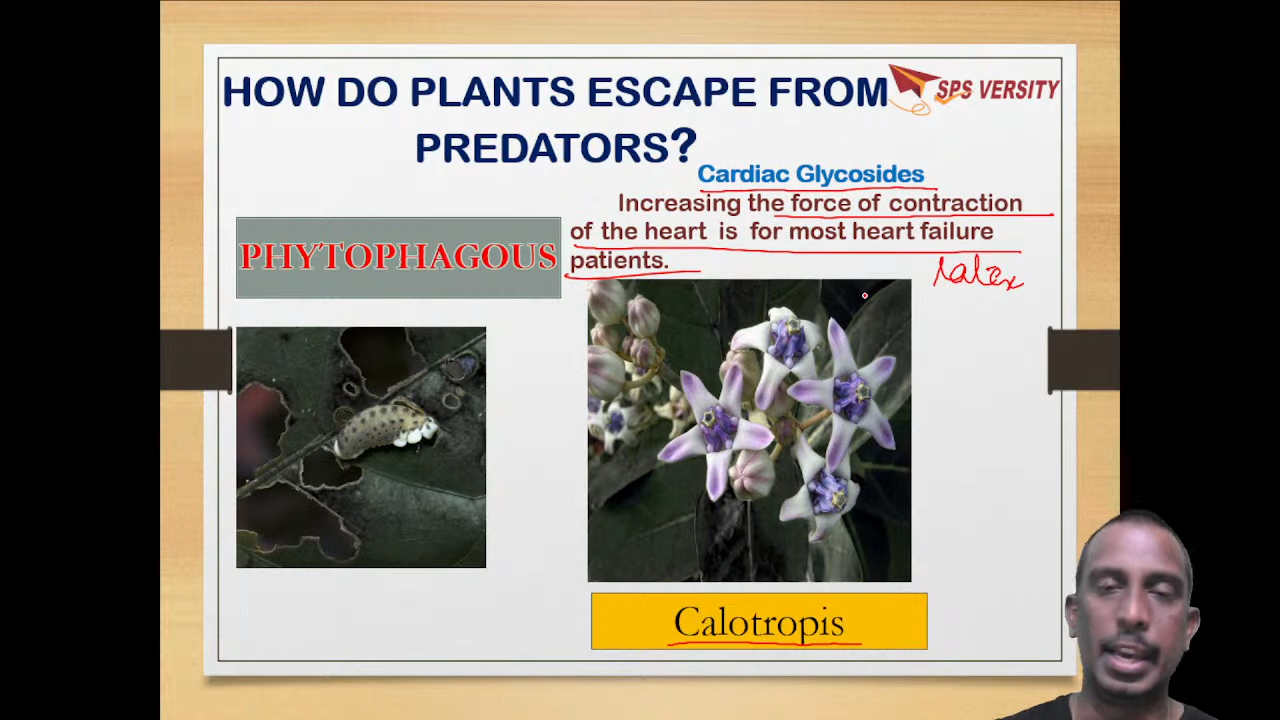 HOW DO PLANTS ESCAPE FROM
PREDATORS?
SPS VERSITY
Cardiac Glycosides
Increasing the force of contraction
of the heart is for most heart failure
patients.
latex
PHYTOPHAGOUS
Calotropis